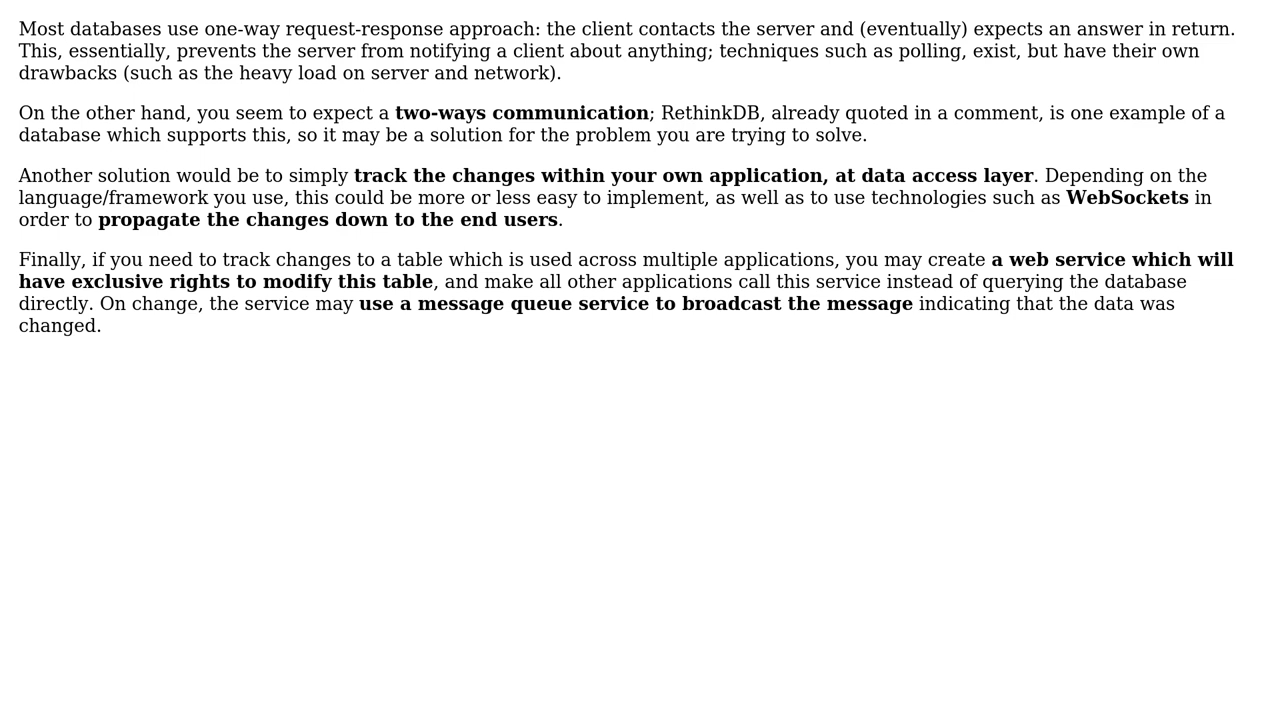 Most databases use one-way request-response approach: the client contacts the server and (eventually) expects an answer in return.
This, essentially, prevents the server from notifying a client about anything; techniques such as polling, exist, but have their own
drawbacks (such as the heavy load on server and network).
On the other hand, you seem to expect a two-ways communication; RethinkDB, already quoted in a comment, is one example of a
database which supports this, so it may be a solution for the problem you are trying to solve.
Another solution would be to simply track the changes within your own application, at data access layer. Depending on the
language/framework you use, this could be more or less easy to implement, as well as to use technologies such as WebSockets in
order to propagate the changes down to the end users.
Finally, if you need to track changes to a table which is used across multiple applications, you may create a web service which will
have exclusive rights to modify this table, and make all other applications call this service instead of querying the database
directly. On change, the service may use a message queue service to broadcast the message indicating that the data was
changed.